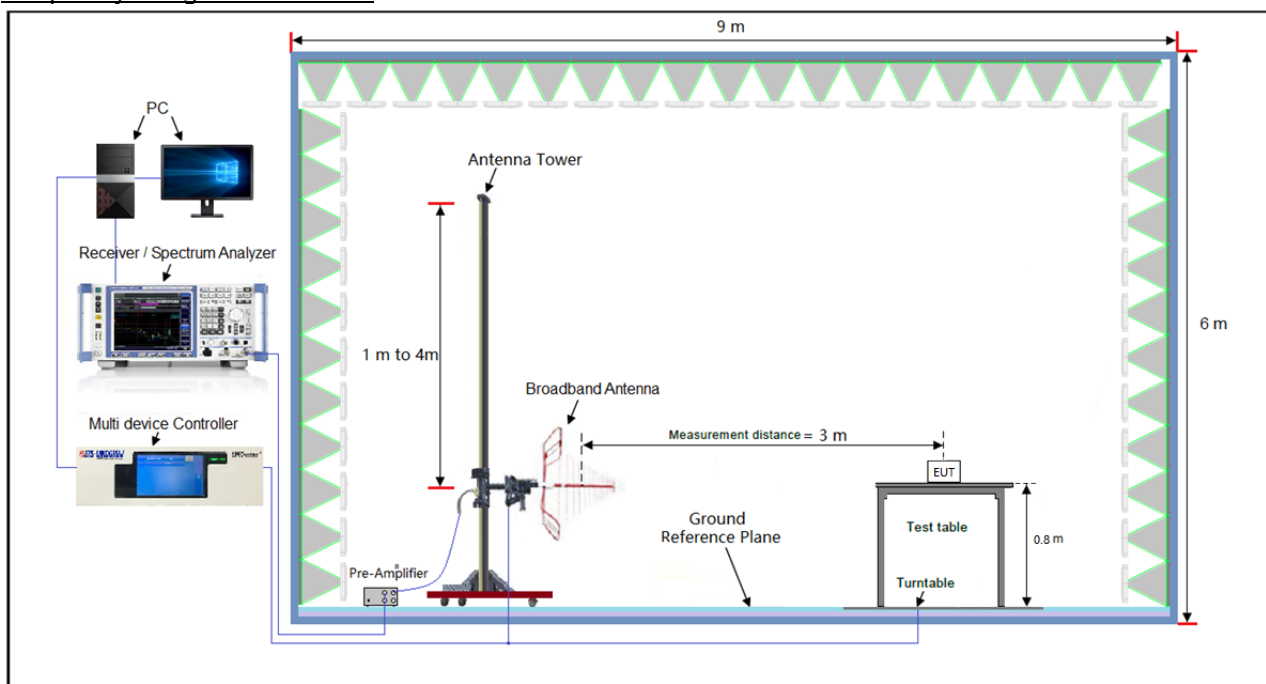 9 m
PC
Antenna Tower
Receiver / Spectrum Analyzer
1 m to 4m
6 m
Broadband Antenna
Measurement distance = 3 m
Multi device Controller
EUT
Ground
Reference Plane
Test table
0.8 m
Pre-Amplifier
Turntable